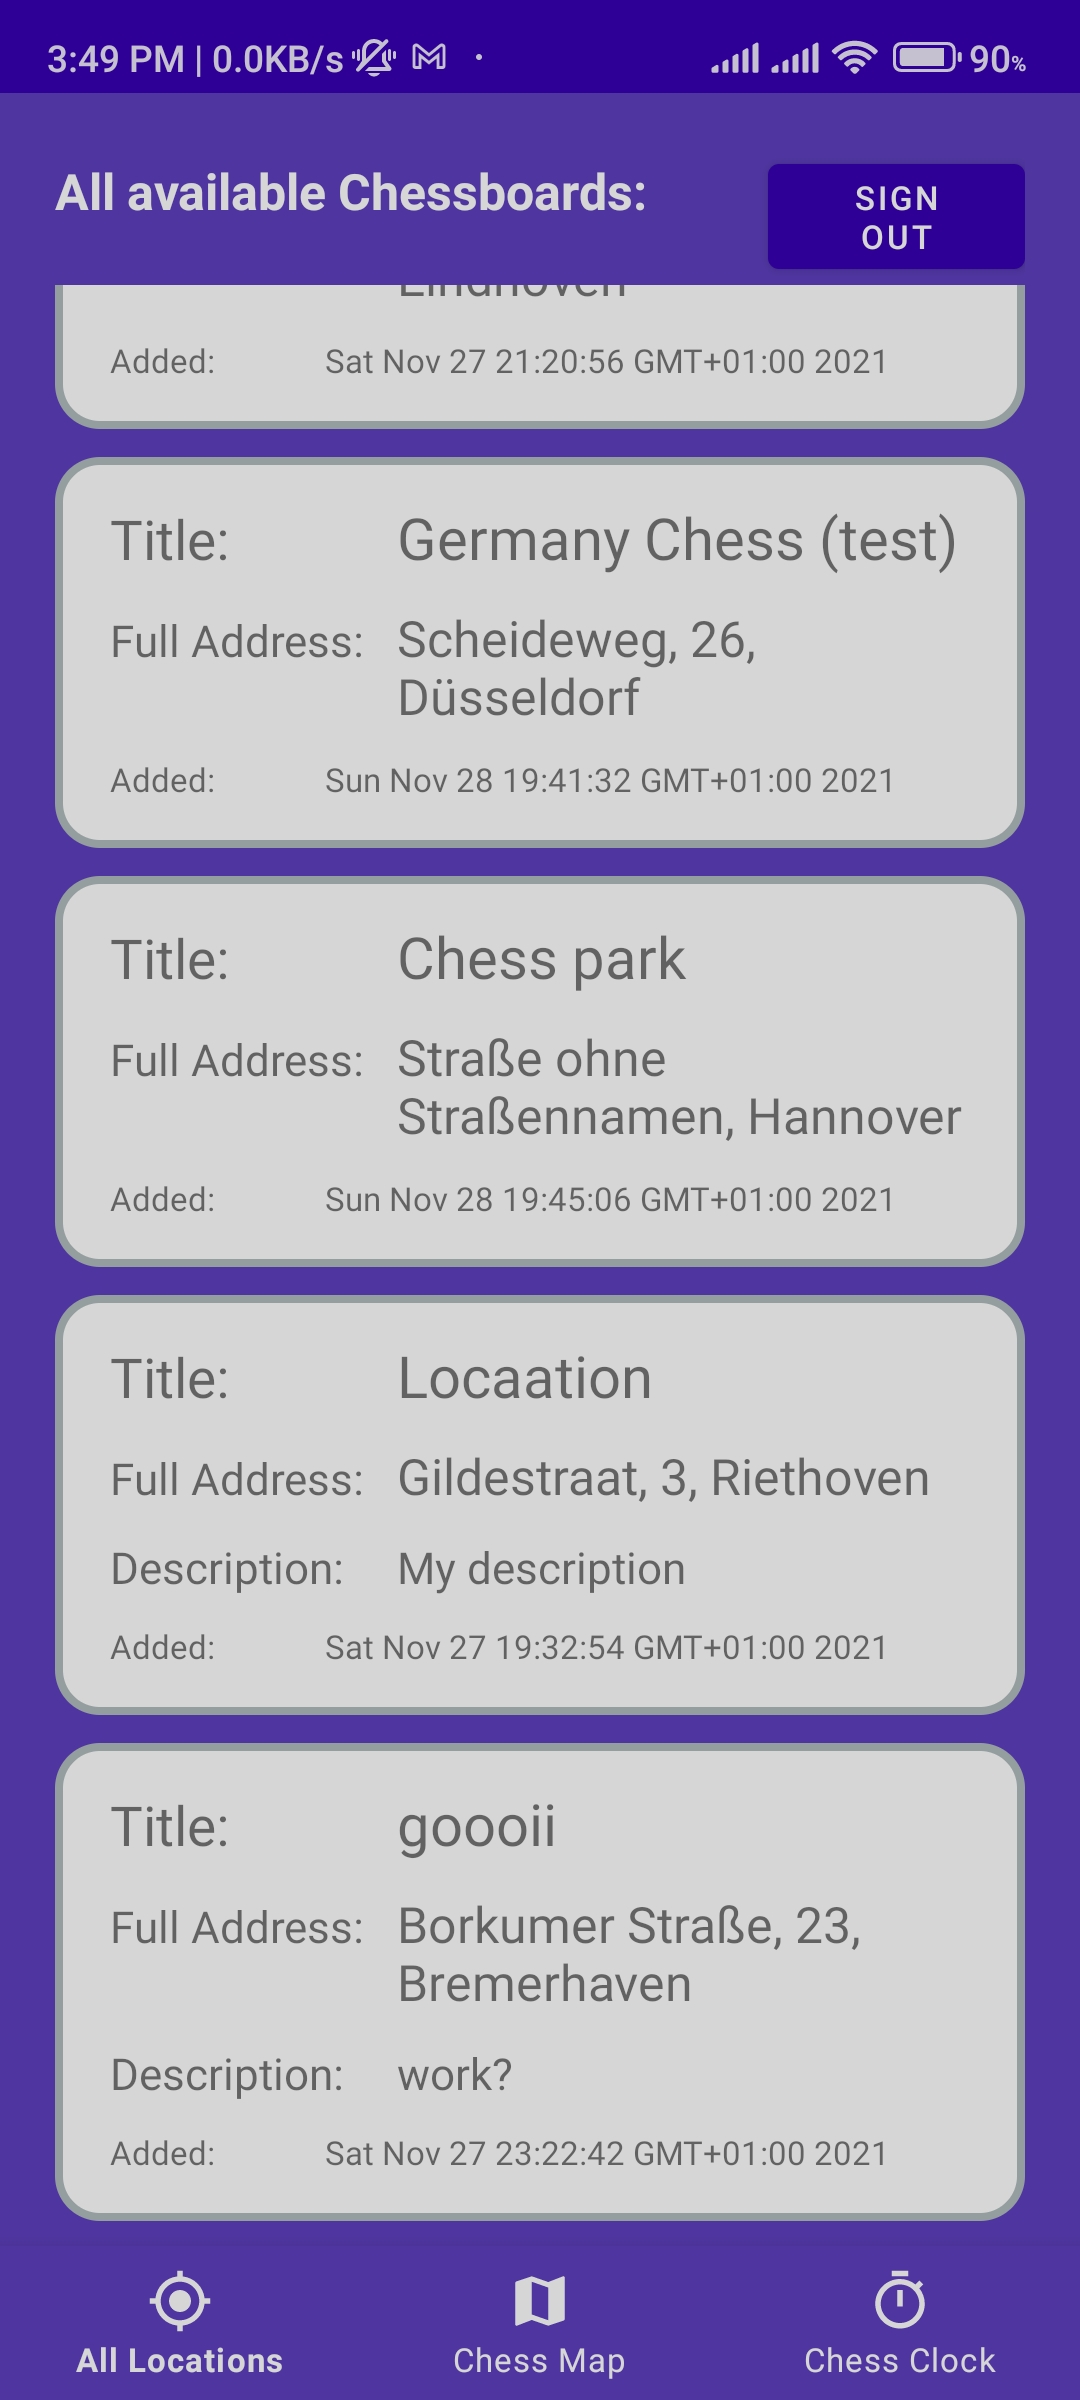 3:49 PM | 0.0KB/s
90%
All available Chessboards:
SIGN
OUT
Eindhoven
Added: Sat Nov 27 21:20:56 GMT+01:00 2021
Title: Germany Chess (test)
Full Address: Scheideweg, 26,
Düsseldorf
Added: Sun Nov 28 19:41:32 GMT+01:00 2021
Title: Chess park
Full Address: Straße ohne
Straßennamen, Hannover
Added: Sun Nov 28 19:45:06 GMT+01:00 2021
Title: Locaation
Full Address: Gildestraat, 3, Riethoven
Description: My description
Added: Sat Nov 27 19:32:54 GMT+01:00 2021
Title: goooii
Full Address: Borkumer Straße, 23,
Bremerhaven
Description: work?
Added: Sat Nov 27 23:22:42 GMT+01:00 2021
All Locations
Chess Map
Chess Clock